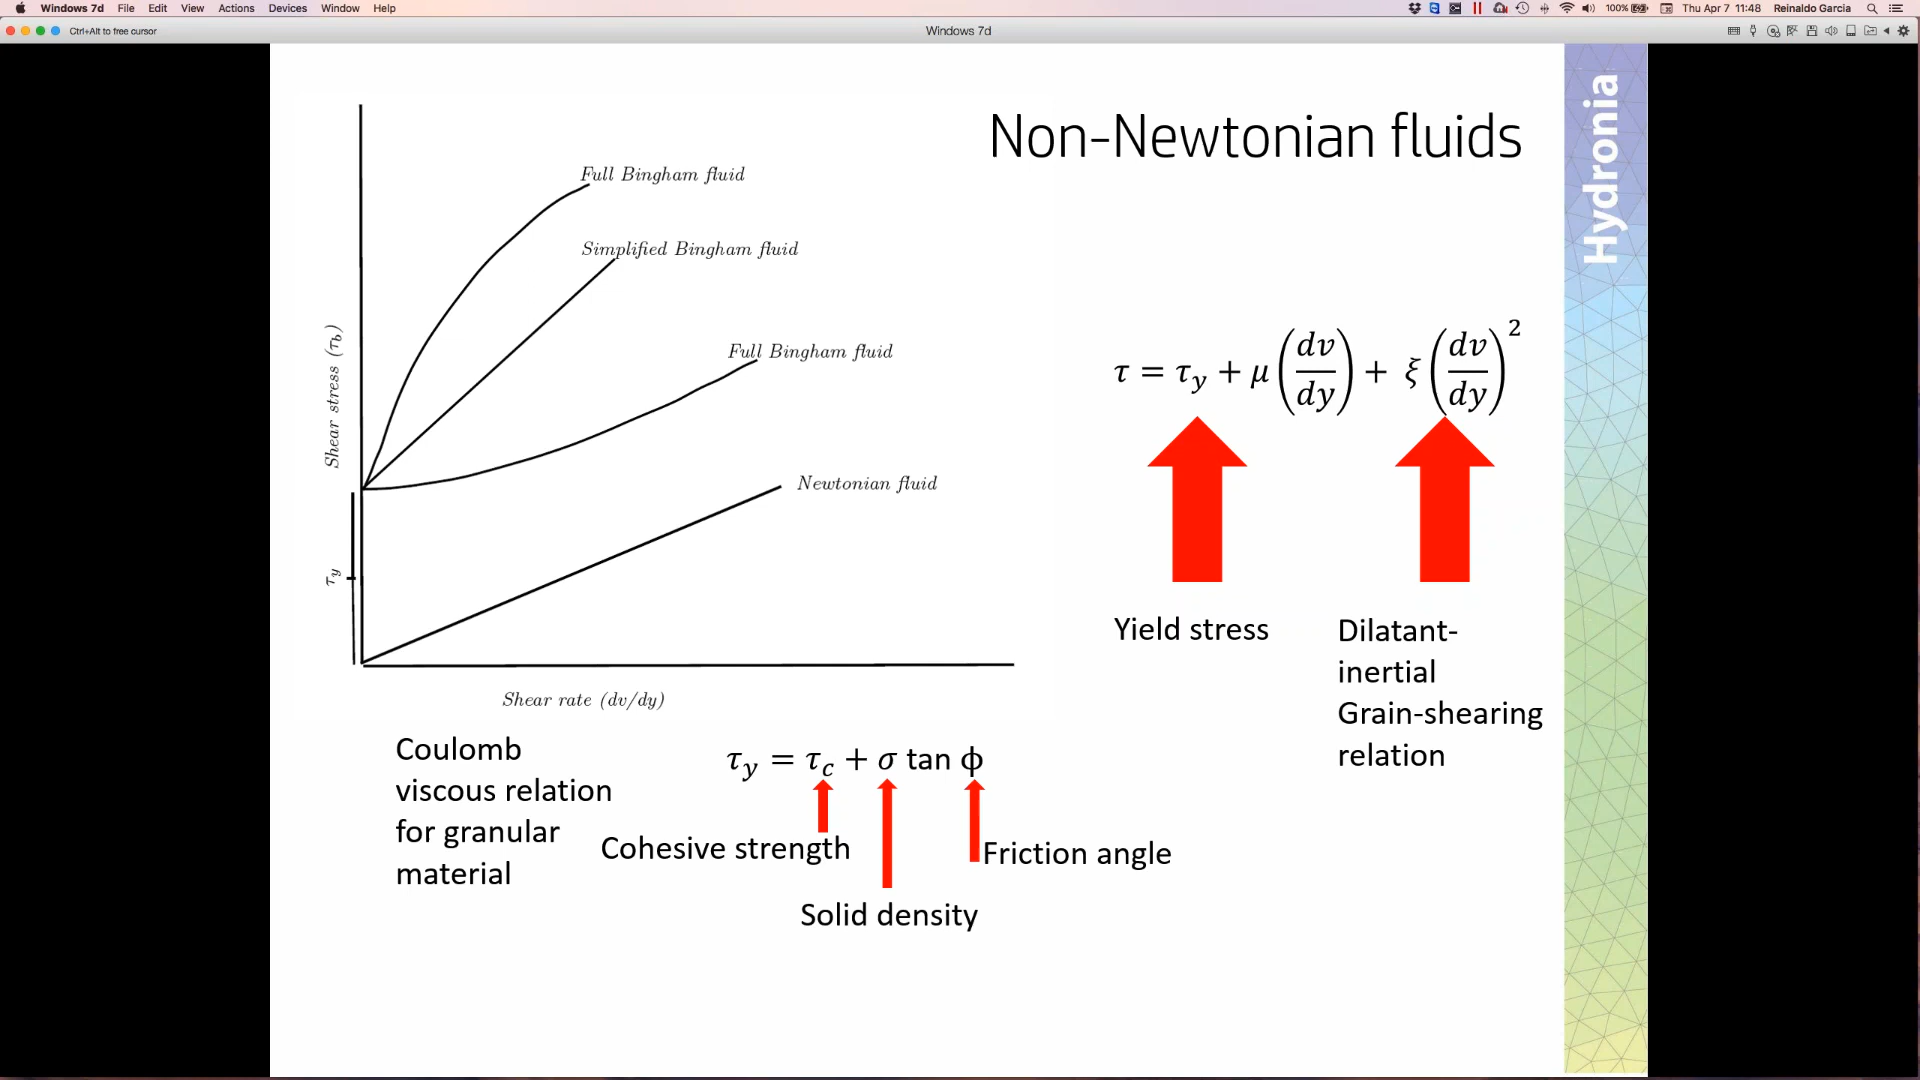 Windows 7d File Edit View Actions Devices Window Help
100% Thu Apr 7 11:48 Reinaldo Garcia
Ctrl+Alt to free cursor
Windows 7d
Hydronia
Non-Newtonian fluids
Full Bingham fluid
Simplified Bingham fluid
Full Bingham fluid
Newtonian fluid
Shear stress (τb)
τy
Shear rate (dv/dy)
τ = τy + μ (dv/dy) + ξ (dv/dy)²
Yield stress
Dilatant-
inertial
Grain-shearing
relation
Coulomb
viscous relation
for granular
material
τy = τc + σ tan ϕ
Cohesive strength
Friction angle
Solid density